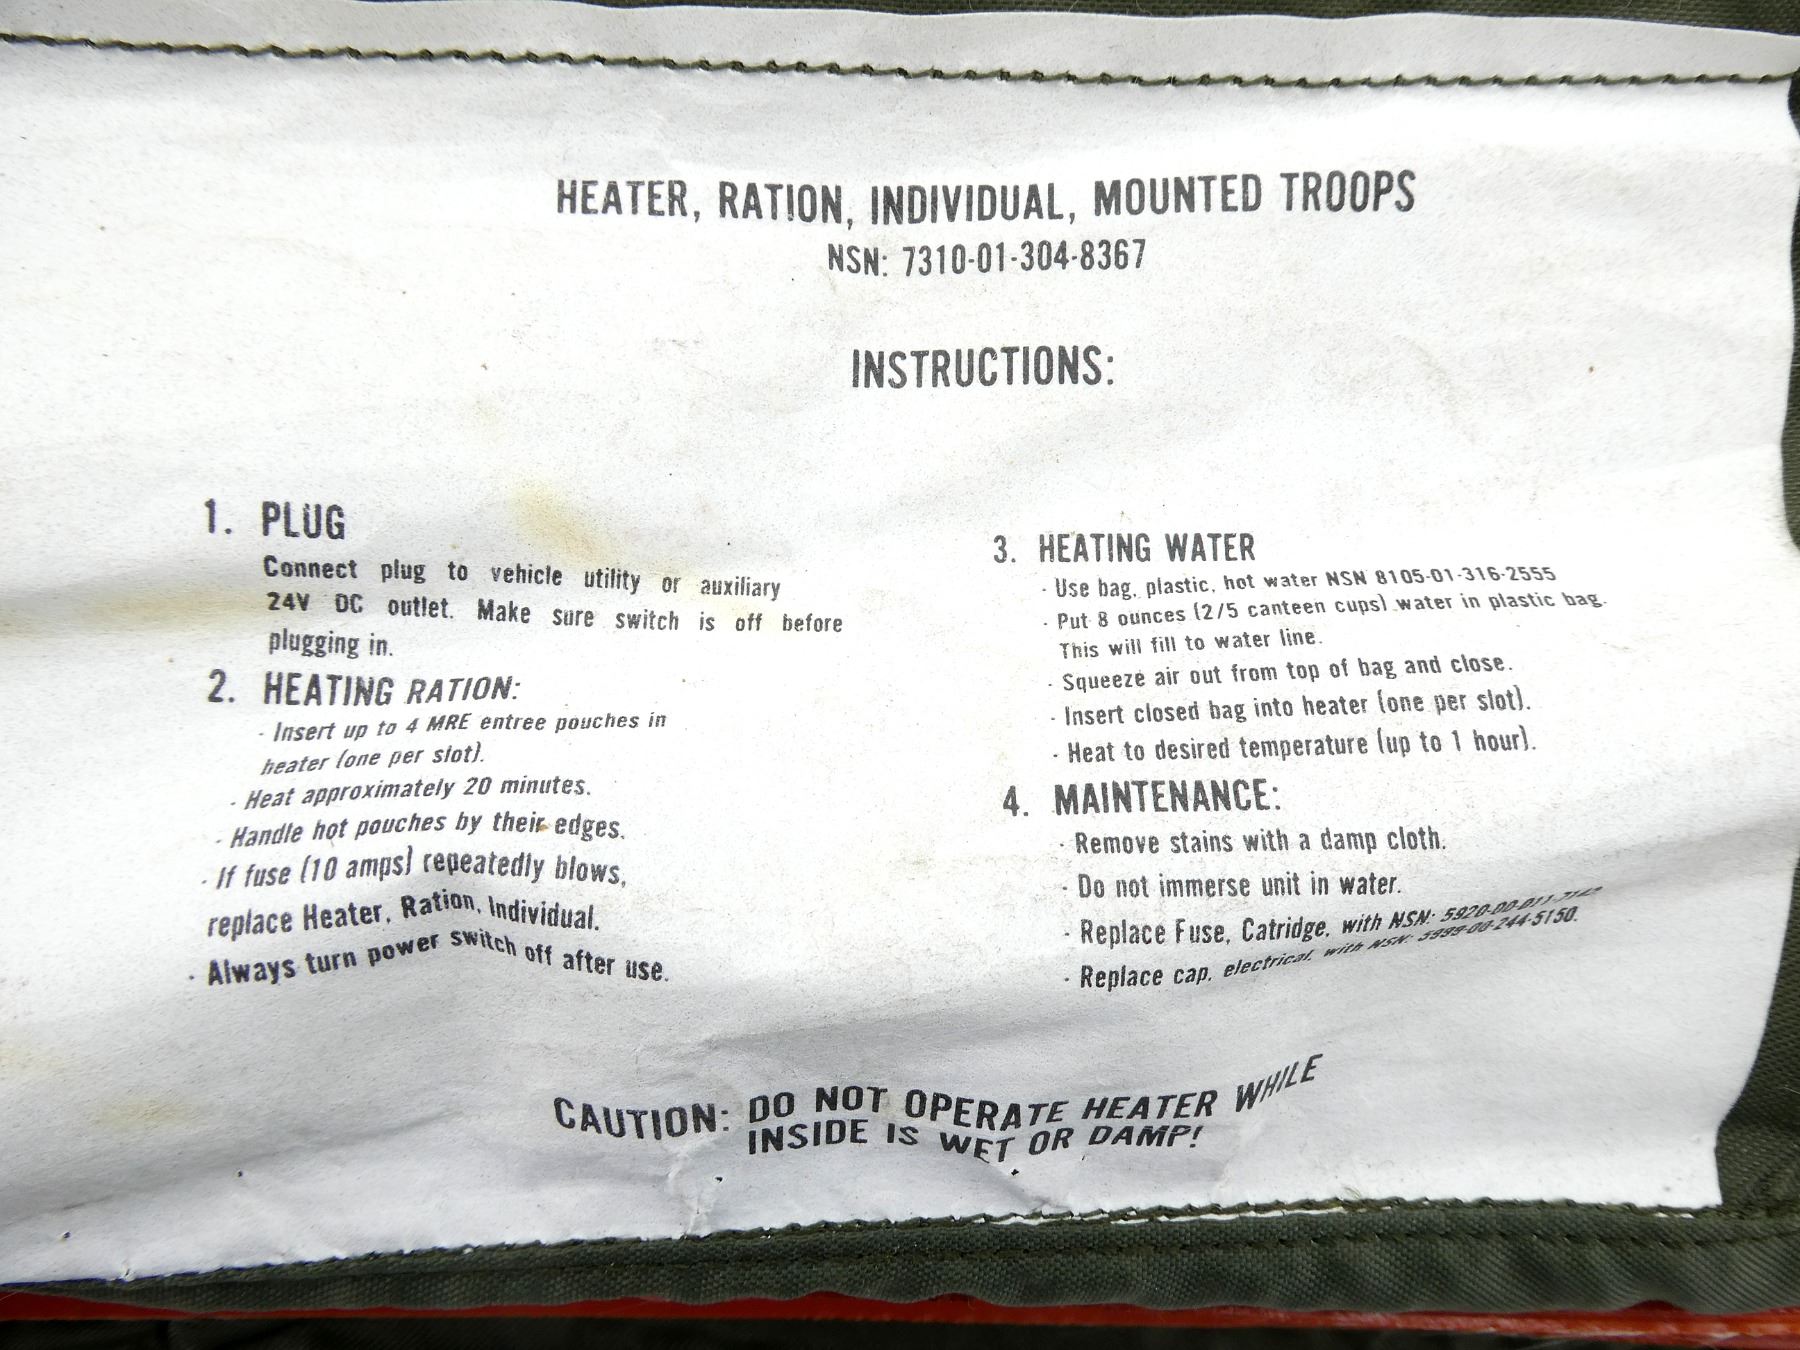 HEATER, RATION, INDIVIDUAL, MOUNTED TROOPS
NSN: 7310-01-304-8367
INSTRUCTIONS:
1. PLUG
Connect plug to vehicle utility or auxiliary
24V DC outlet. Make sure switch is off before
plugging in.
2. HEATING RATION:
- Insert up to 4 MRE entree pouches in
heater (one per slot).
- Heat approximately 20 minutes.
- Handle hot pouches by their edges.
- If fuse (10 amps) repeatedly blows,
replace Heater, Ration, Individual.
- Always turn power switch off after use.
3. HEATING WATER
- Use bag, plastic, hot water NSN 8105-01-316-2555
- Put 8 ounces (2/5 canteen cups) water in plastic bag.
This will fill to water line.
- Squeeze air out from top of bag and close.
- Insert closed bag into heater (one per slot).
- Heat to desired temperature (up to 1 hour).
4. MAINTENANCE:
- Remove stains with a damp cloth.
- Do not immerse unit in water.
- Replace Fuse, Catridge, with NSN:
- Replace cap, electrical, with NSN: 5999-00-244-5150.
CAUTION: DO NOT OPERATE HEATER WHILE
INSIDE IS WET OR DAMP!